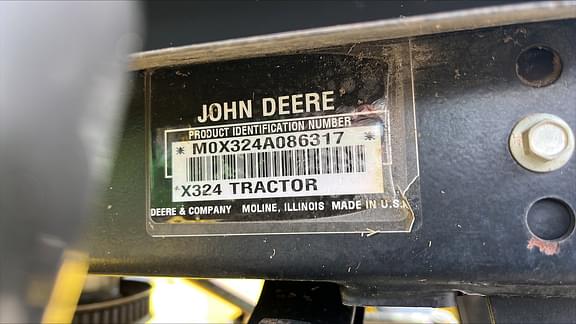 JOHN DEERE
PRODUCT IDENTIFICATION NUMBER
* M0X324A086317 *
*X324 TRACTOR
DEERE & COMPANY MOLINE, ILLINOIS MADE IN U.S.A